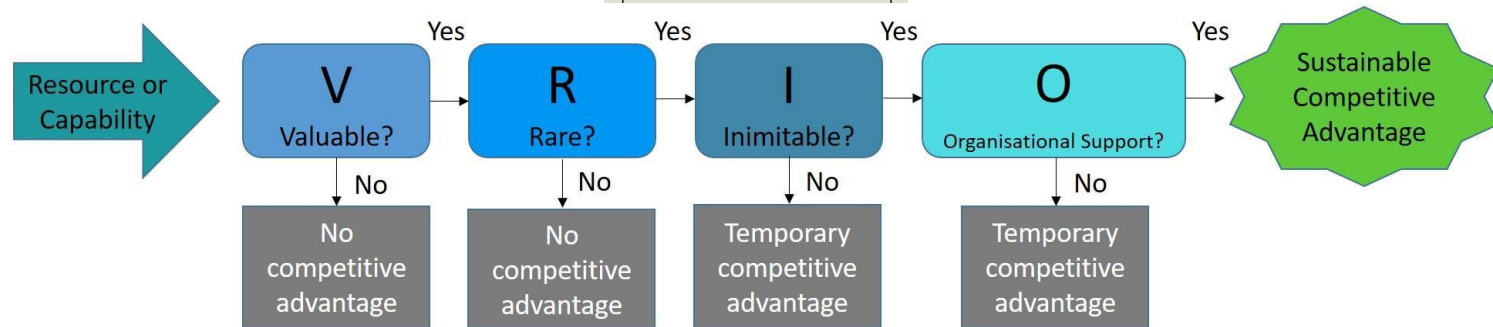 Resource or
Capability
V
Valuable?
Yes
No
No
competitive
advantage
R
Rare?
Yes
No
No
competitive
advantage
I
Inimitable?
Yes
No
Temporary
competitive
advantage
O
Organisational Support?
Yes
No
Temporary
competitive
advantage
Sustainable
Competitive
Advantage